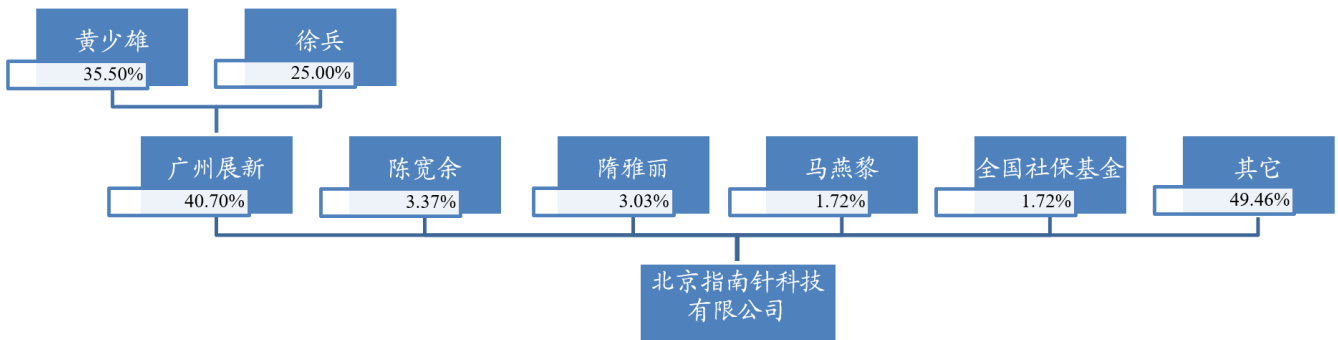 黄少雄
35.50%
徐兵
25.00%
广州展新
40.70%
陈宽余
3.37%
隋雅丽
3.03%
马燕黎
1.72%
全国社保基金
1.72%
其它
49.46%
北京指南针科技
有限公司